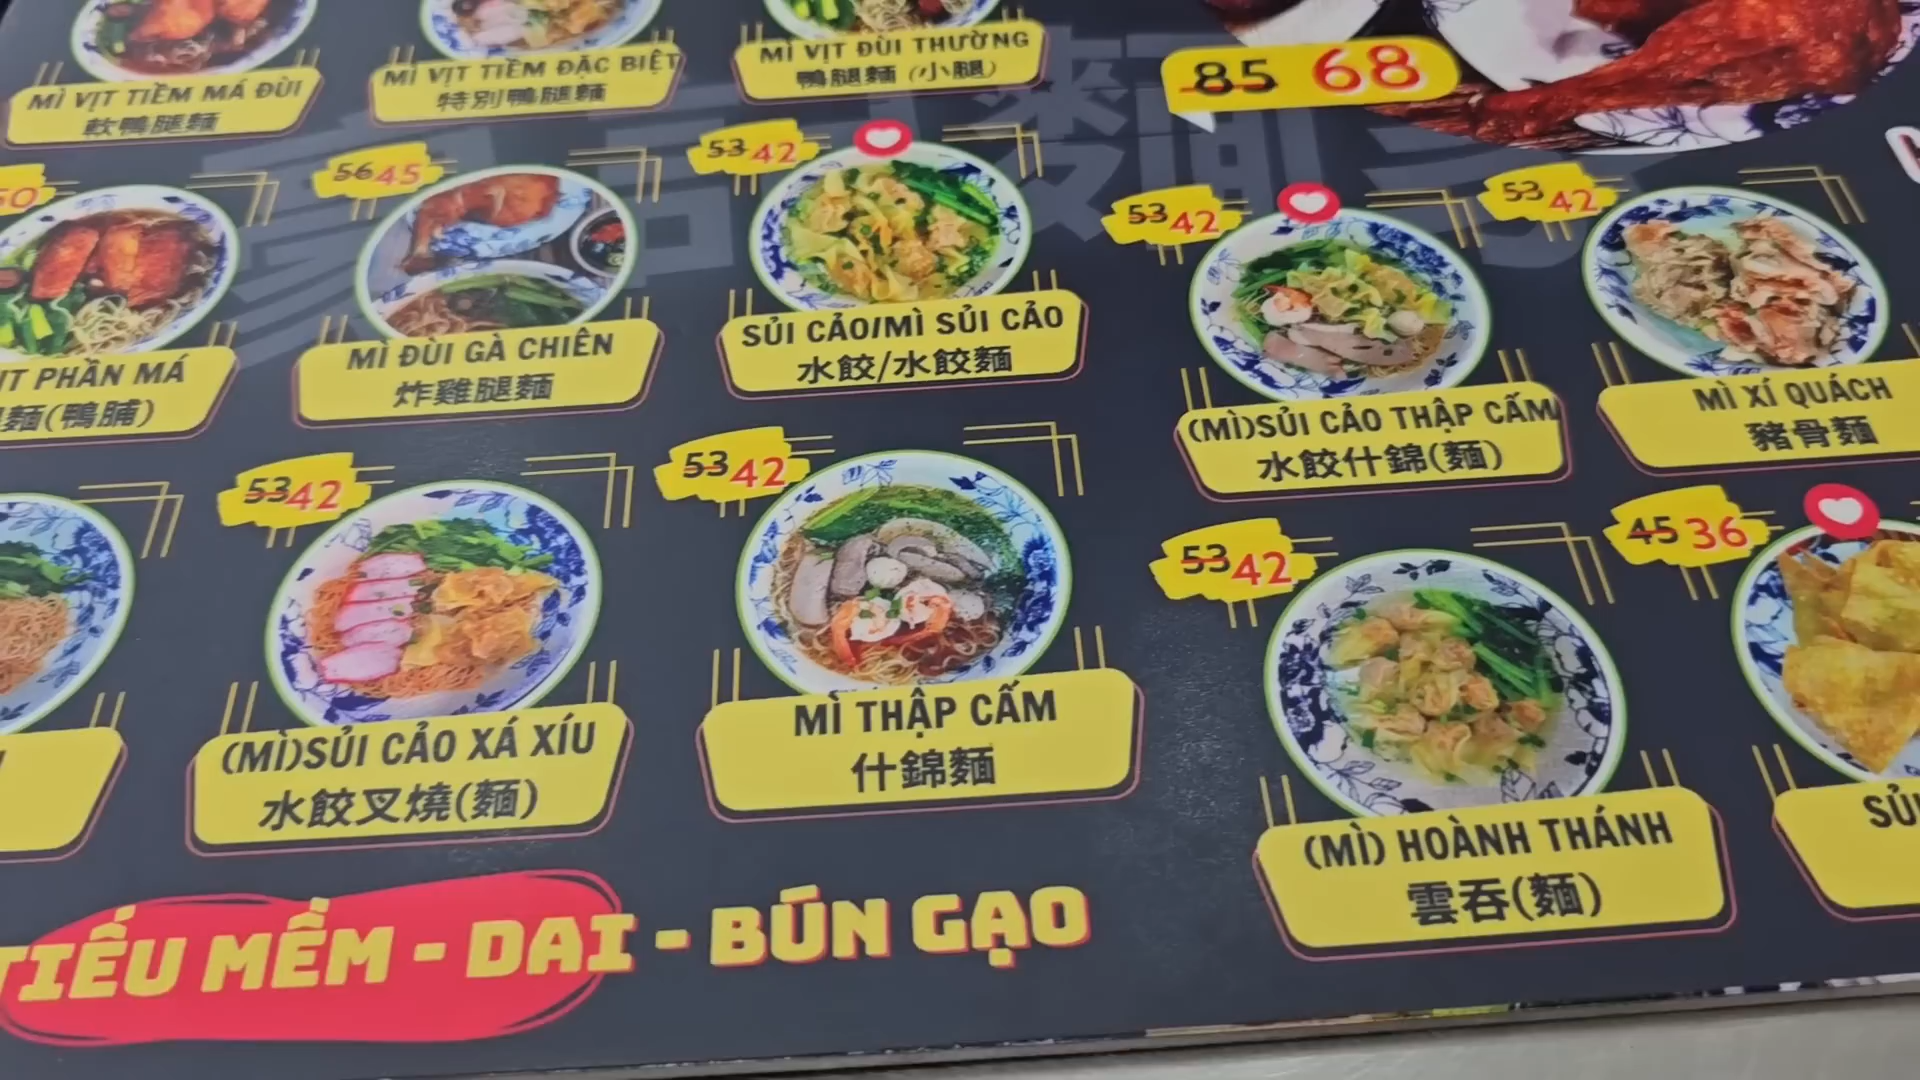 MÌ VỊT TIỀM MÁ ĐÙI
軟鴨腿麵
MÌ VỊT TIỀM ĐẶC BIỆT
特別鴨腿麵
MÌ VỊT ĐÙI THƯỜNG
鴨腿麵 (小腿)
85 68
50
PHẦN MÁ
麵(鴨脯)
56 45
MÌ ĐÙI GÀ CHIÊN
炸雞腿麵
53 42
SỦI CẢO/MÌ SỦI CẢO
水餃/水餃麵
53 42
(MÌ)SỦI CẢO THẬP CẨM
水餃什錦(麵)
53 42
MÌ XÍ QUÁCH
豬骨麵
53 42
(MÌ)SỦI CẢO XÁ XÍU
水餃叉燒(麵)
53 42
MÌ THẬP CẨM
什錦麵
53 42
(MÌ) HOÀNH THÁNH
雲吞(麵)
45 36
TIẾU MỀM - DAI - BÚN GẠO